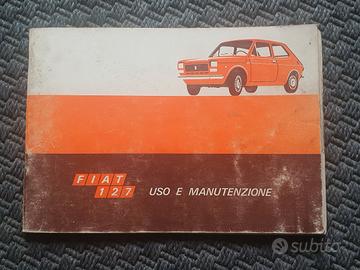 FIAT
127 USO E MANUTENZIONE
subito